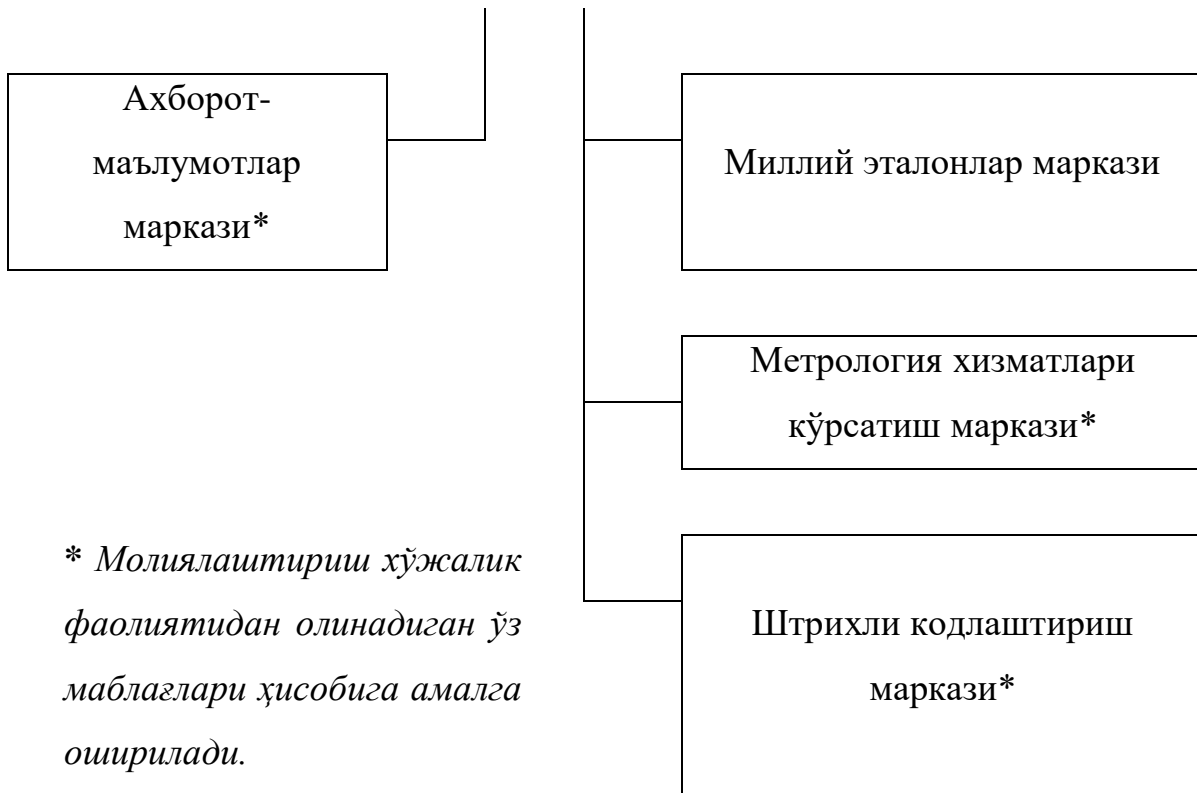 Ахборот-
маълумотлар
маркази*
Миллий эталонлар маркази
Метрология хизматлари
кўрсатиш маркази*
* Молиялаштириш хўжалик
фаолиятидан олинадиган ўз
маблағлари ҳисобига амалга
оширилади.
Штрихли кодлаштириш
маркази*